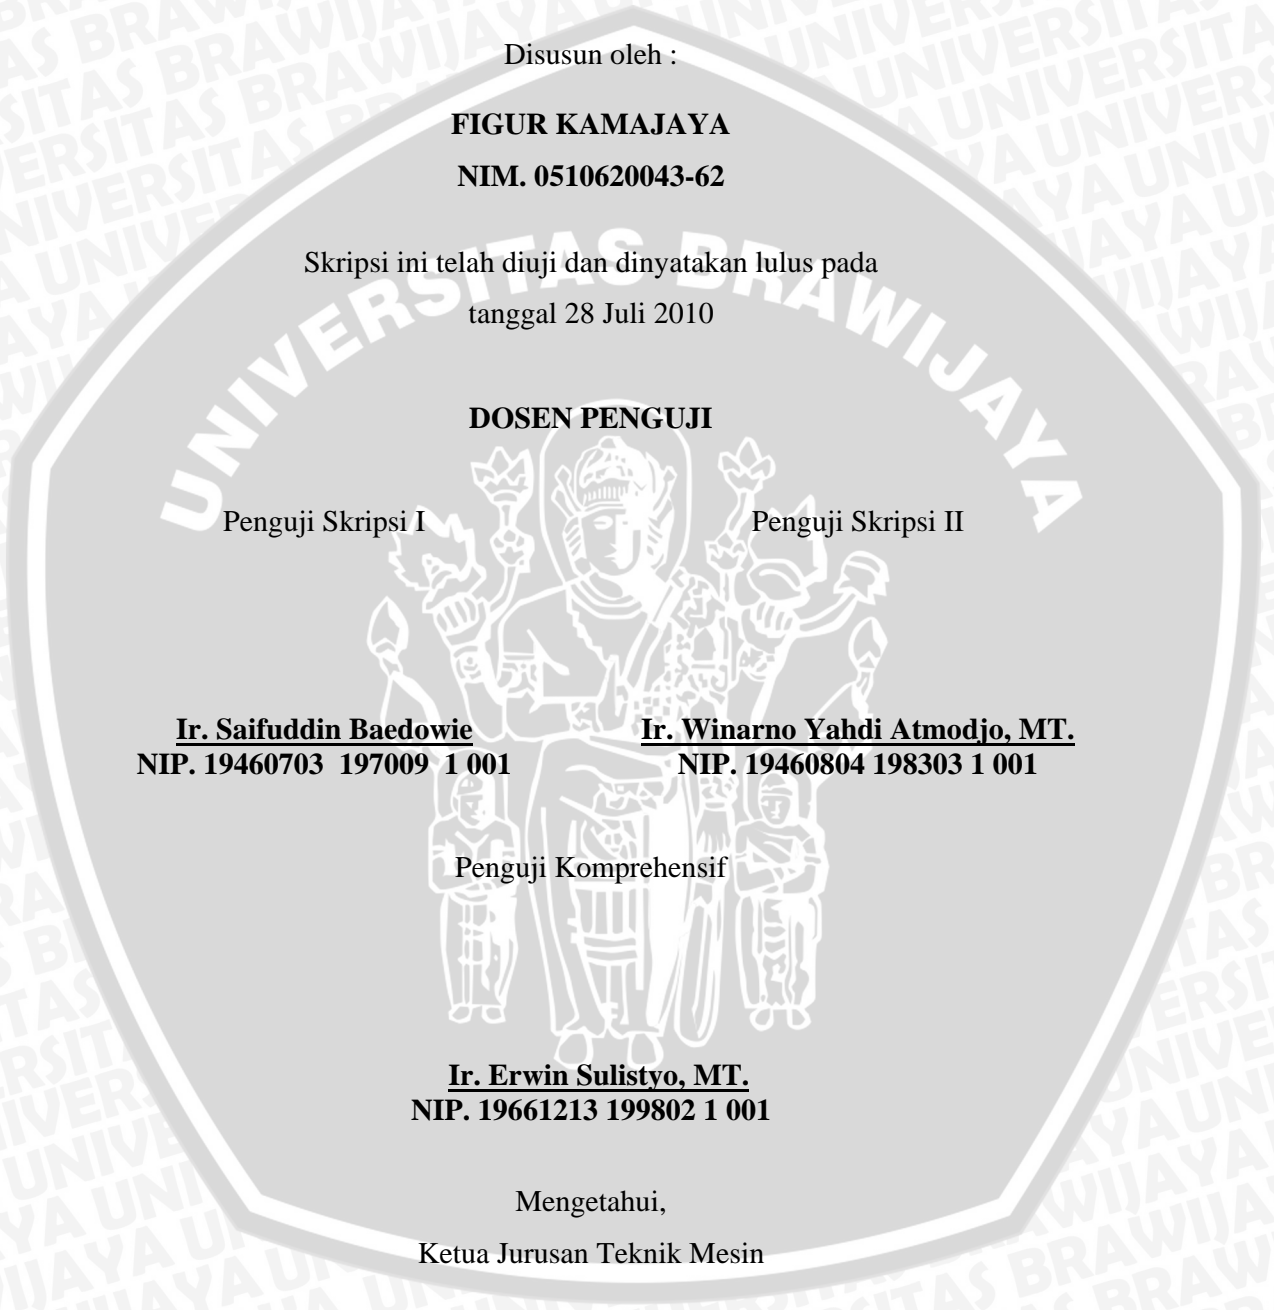 Disusun oleh :
FIGUR KAMAJAYA
NIM. 0510620043-62
Skripsi ini telah diuji dan dinyatakan lulus pada
tanggal 28 Juli 2010
UNIVERSITAS BRAWIJAYA
DOSEN PENGUJI
Penguji Skripsi I
Penguji Skripsi II
Ir. Saifuddin Baedowie
NIP. 19460703  197009  1 001
Ir. Winarno Yahdi Atmodjo, MT.
NIP. 19460804 198303 1 001
Penguji Komprehensif
Ir. Erwin Sulistyo, MT.
NIP. 19661213 199802 1 001
Mengetahui,
Ketua Jurusan Teknik Mesin